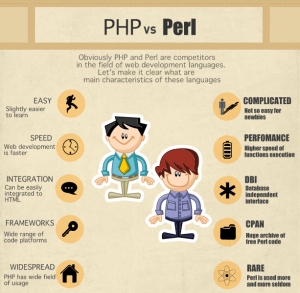 PHP vs Perl
Obviously PHP and Perl are competitors
in the field of web development languages.
Let's make it clear what are
main characteristics of these languages
EASY
Slightly easier
to learn
SPEED
Web development
is faster
INTEGRATION
Can be easily
integrated to
HTML
FRAMEWORKS
Wide range of
code platforms
WIDESPREAD
PHP has wide field
of usage
COMPLICATED
Not so easy for
newbies
PERFOMANCE
Higher speed of
functions execution
DBI
Database
independent
interface
CPAN
Huge archive of
free Perl code
RARE
Perl is used more
and more seldom